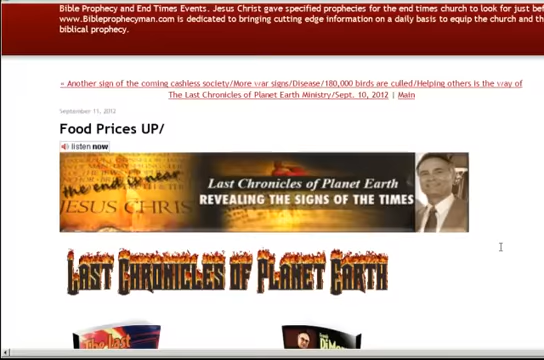 Bible Prophecy and End Times Events. Jesus Christ gave specified prophecies for the end times church to look for just bef
www.Bibleprophecyman.com is dedicated to bringing cutting edge information on a daily basis to equip the church and th
biblical prophecy.
« Another sign of the coming cashless society/More war signs/Disease/180,000 birds are culled/Helping others is the way of
The Last Chronicles of Planet Earth Ministry/Sept. 10, 2012 | Main
September 11, 2012
Food Prices UP/
listen now
the end is near
JESUS CHRIS
Last Chronicles of Planet Earth
REVEALING THE SIGNS OF THE TIMES
LAST CHRONICLES OF PLANET EARTH
The last